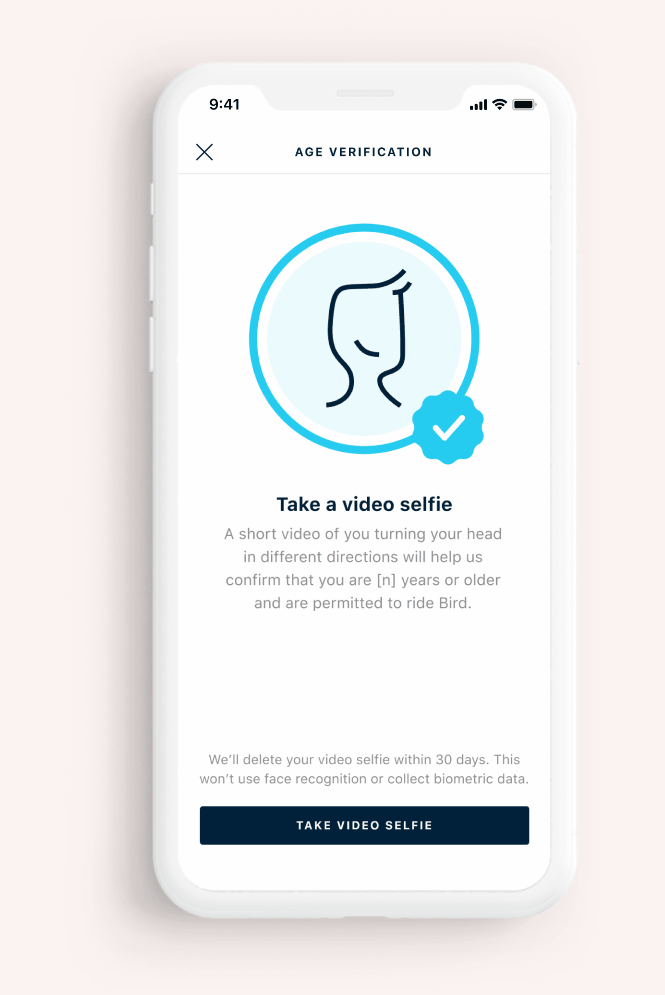 9:41
AGE VERIFICATION
Take a video selfie
A short video of you turning your head
in different directions will help us
confirm that you are [n] years or older
and are permitted to ride Bird.
We’ll delete your video selfie within 30 days. This
won’t use face recognition or collect biometric data.
TAKE VIDEO SELFIE